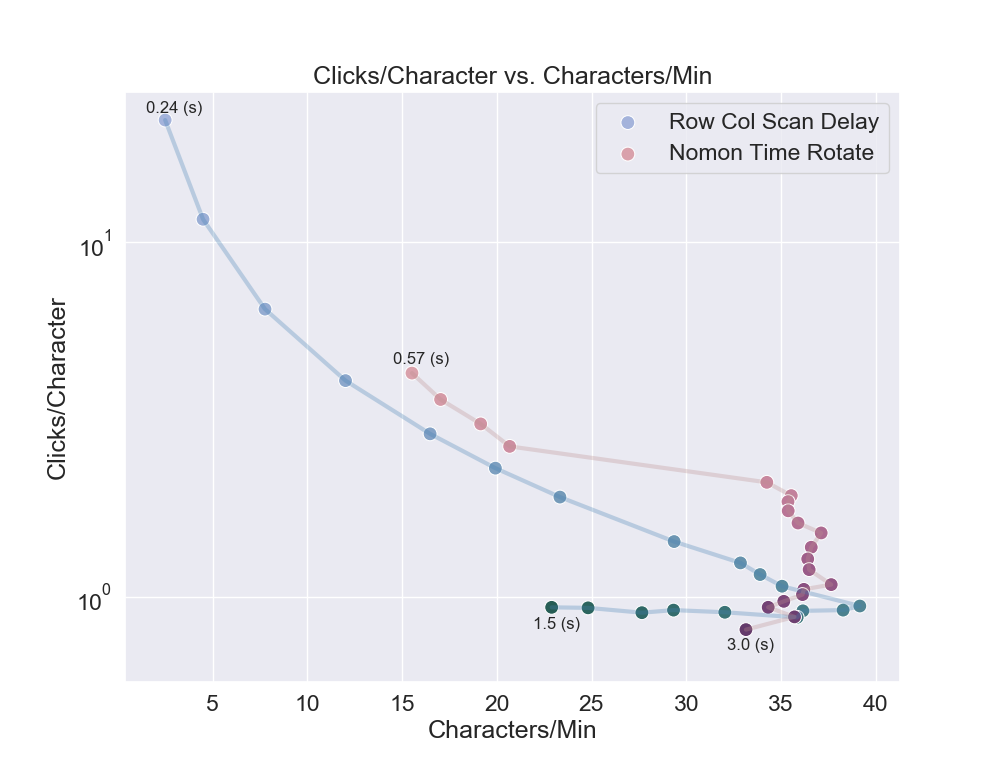 Clicks/Character vs. Characters/Min
0.24 (s)
Row Col Scan Delay
Nomon Time Rotate
10^1
0.57 (s)
10^0
1.5 (s)
3.0 (s)
Clicks/Character
5 10 15 20 25 30 35 40
Characters/Min